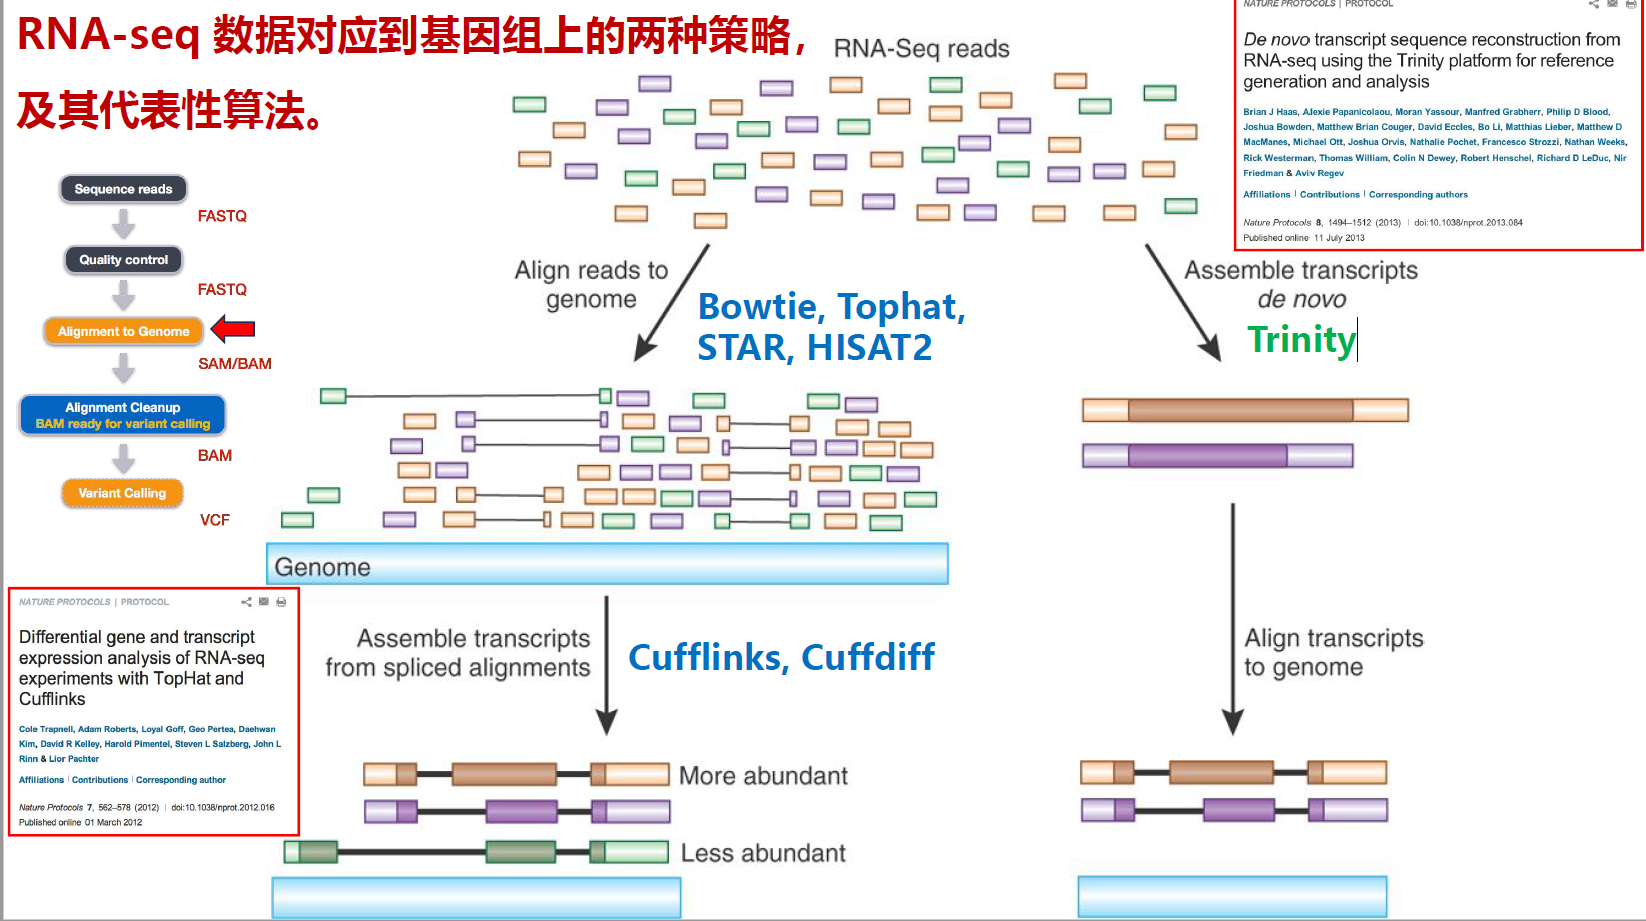 RNA-seq 数据对应到基因组上的两种策略，
及其代表性算法。
Sequence reads
FASTQ
Quality control
FASTQ
Alignment to Genome
SAM/BAM
Alignment Cleanup
BAM ready for variant calling
BAM
Variant Calling
VCF
RNA-Seq reads
Align reads to
genome
Bowtie, Tophat,
STAR, HISAT2
Genome
Assemble transcripts
from spliced alignments
Cufflinks, Cuffdiff
More abundant
Less abundant
Assemble transcripts
de novo
Trinity
Align transcripts
to genome
NATURE PROTOCOLS | PROTOCOL
De novo transcript sequence reconstruction from
RNA-seq using the Trinity platform for reference
generation and analysis
Brian J Haas, Alexie Papanicolaou, Moran Yassour, Manfred Grabherr, Philip D Blood,
Joshua Bowden, Matthew Brian Couger, David Eccles, Bo Li, Matthias Lieber, Matthew D
MacManes, Michael Ott, Joshua Orvis, Nathalie Pochet, Francesco Strozzi, Nathan Weeks,
Rick Westerman, Thomas William, Colin N Dewey, Robert Henschel, Richard D LeDuc, Nir
Friedman & Aviv Regev
Affiliations | Contributions | Corresponding authors
Nature Protocols 8, 1494–1512 (2013) | doi:10.1038/nprot.2013.084
Published online 11 July 2013
NATURE PROTOCOLS | PROTOCOL
Differential gene and transcript
expression analysis of RNA-seq
experiments with TopHat and
Cufflinks
Cole Trapnell, Adam Roberts, Loyal Goff, Geo Pertea, Daehwan
Kim, David R Kelley, Harold Pimentel, Steven L Salzberg, John L
Rinn & Lior Pachter
Affiliations | Contributions | Corresponding author
Nature Protocols 7, 562–578 (2012) | doi:10.1038/nprot.2012.016
Published online 01 March 2012